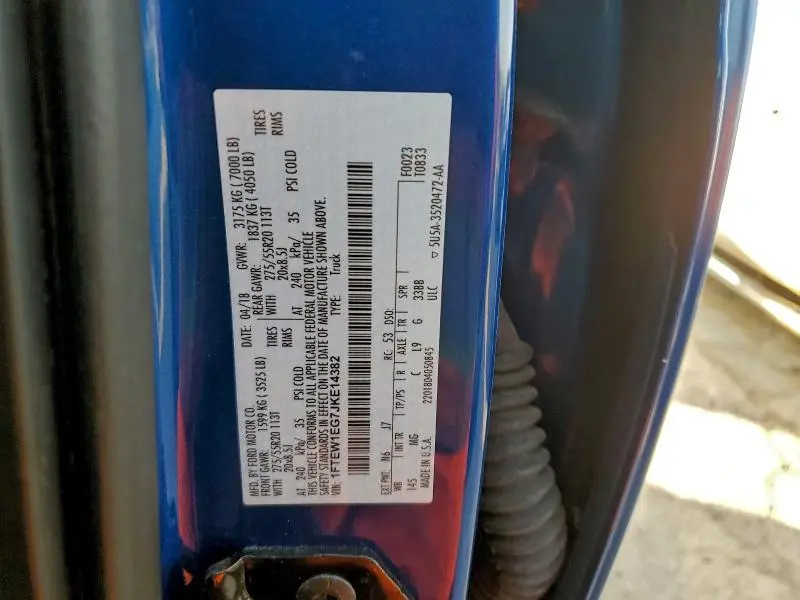 MFD. BY FORD MOTOR CO.
DATE: 04/18 GVWR: 3175 KG ( 7000 LB)
FRONT GAWR: 1599 KG ( 3525 LB) REAR GAWR: 1837 KG ( 4050 LB)
WITH 275/55R20 113T TIRES WITH 275/55R20 113T TIRES
20x8.5J RIMS 20x8.5J RIMS
AT 240 kPa/ 35 PSI COLD AT 240 kPa/ 35 PSI COLD
THIS VEHICLE CONFORMS TO ALL APPLICABLE FEDERAL MOTOR VEHICLE
SAFETY STANDARDS IN EFFECT ON THE DATE OF MANUFACTURE SHOWN ABOVE.
VIN: 1FTEW1EG7JKE14382 TYPE: Truck
F0023
T0833
EXT PNT: N6 J7 RC: 53 DSO:
WB INT TR TP/PS R AXLE TR SPR
145 MG C L9 G 33BB
ULC
MADE IN U.S.A. 2201804050845 ▽ 5U5A-3520472-AA